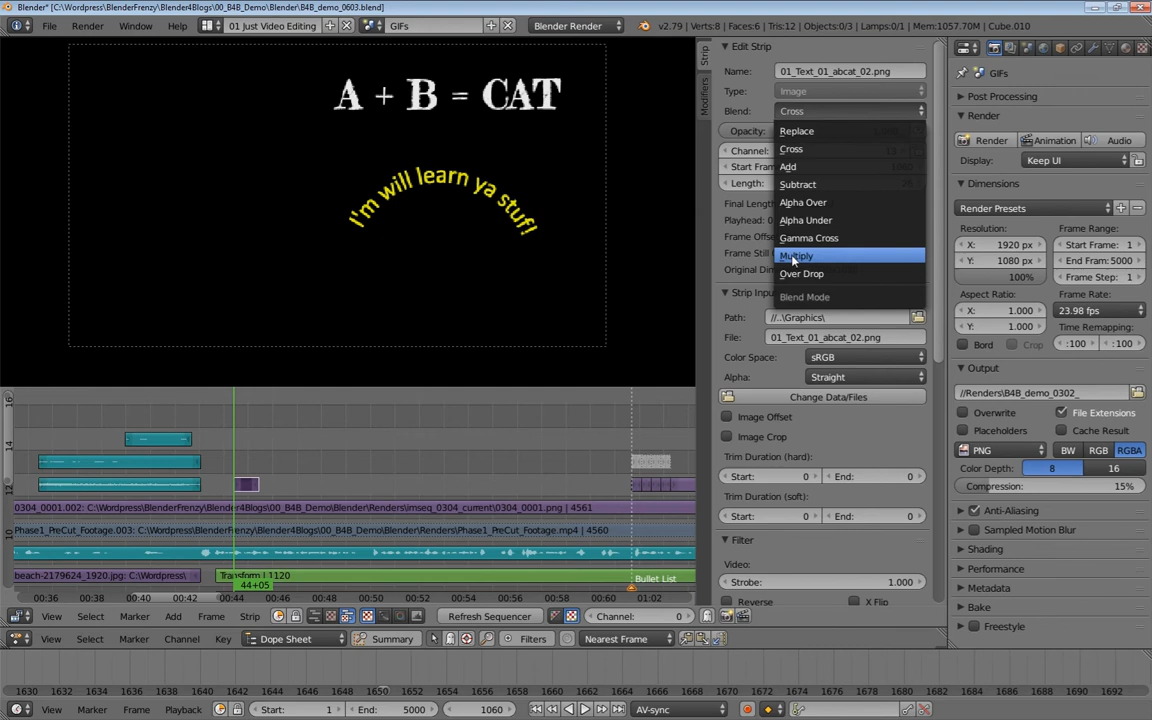 Blender* [C:\Wordpress\BlenderFrenzy\Blender4Blogs\00_B4B_Demo\Blender\Renders\B4B_demo_0603.blend]
File Render Window Help 01 Just Video Editing GIFs Blender Render v2.79 | Verts:8 | Faces:6 | Tris:12 | Objects:0/3 | Lamps:0/1 | Mem:1057.70M | Cube.010
A + B = CAT
I'm will learn ya stuf!
Strip
Modifiers
Edit Strip
Name: 01_Text_01_abcat_02.png
Type: Image
Blend: Cross
Opacity:
Replace
Channel:
Cross
Start Fram
Add
Length:
Subtract
Final Length
Alpha Over
Playhead: 0
Alpha Under
Frame Offs
Gamma Cross
Frame Still
Multiply
Original Dim
Over Drop
Strip Inpu
Blend Mode
Path: //..\Graphics\
File: 01_Text_01_abcat_02.png
Color Space: sRGB
Alpha: Straight
Change Data/Files
Image Offset
Image Crop
Trim Duration (hard):
Start: 0 End: 0
Trim Duration (soft):
Start: 0 End: 0
Filter
Video:
Strobe: 1.000
Reverse X Flip
GIFs
Post Processing
Render
Render Animation Audio
Display: Keep UI
Dimensions
Render Presets
Resolution: Frame Range:
X: 1920 px Start Frame: 1
Y: 1080 px End Fram: 5000
100% Frame Step: 1
Aspect Ratio: Frame Rate:
X: 1.000 23.98 fps
Y: 1.000 Time Remapping:
Bord Crop :100 :100
Output
//Renders\B4B_demo_0302_
Overwrite File Extensions
Placeholders Cache Result
PNG BW RGB RGBA
Color Depth: 8 16
Compression: 15%
Anti-Aliasing
Sampled Motion Blur
Shading
Performance
Metadata
Bake
Freestyle
16
14
12
10
0304_0001.002: C:\Wordpress\BlenderFrenzy\Blender4Blogs\00_B4B_Demo\Blender\Renders\imseq_0304_current\0304_0001.png | 4561
Phase1_PreCut_Footage.003: C:\Wordpress\BlenderFrenzy\Blender4Blogs\00_B4B_Demo\Blender\Renders\Phase1_PreCut_Footage.mp4 | 4560
beach-2179624_1920.jpg: C:\Wordpress\ Transform | 1120 Bullet List
44+05
00:36 00:38 00:40 00:42 00:44 00:46 00:48 00:50 00:52 00:54 00:56 00:58 00:60 01:02
View Select Marker Add Frame Strip Refresh Sequencer Channel: 0
View Select Marker Channel Key Dope Sheet Summary Filters Nearest Frame
1630 1632 1634 1636 1638 1640 1642 1644 1646 1648 1650 1652 1654 1656 1658 1660 1662 1664 1666 1668 1670 1672 1674 1676 1678 1680 1682 1684 1686 1688 1690 1692
View Marker Frame Playback Start: 1 End: 5000 1060 AV-sync